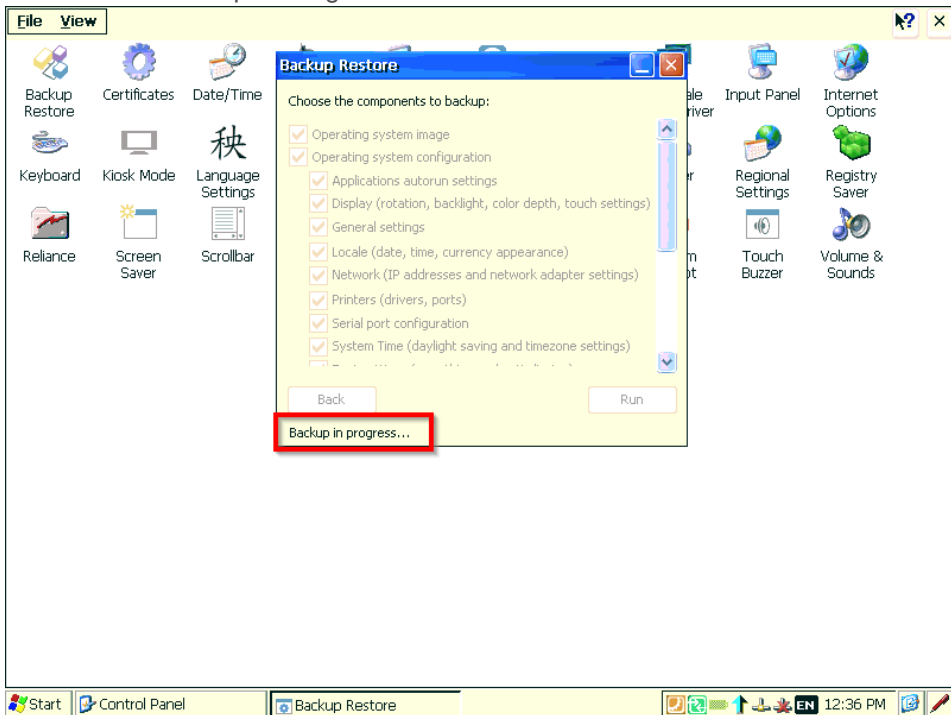 File View
Backup Restore
Backup
Restore
Certificates
Date/Time
Input Panel
Internet
Options
Keyboard
Kiosk Mode
秧
Language
Settings
Regional
Settings
Registry
Saver
Reliance
Screen
Saver
Scrollbar
Touch
Buzzer
Volume &
Sounds
Choose the components to backup:
Operating system image
Operating system configuration
Applications autorun settings
Display (rotation, backlight, color depth, touch settings)
General settings
Locale (date, time, currency appearance)
Network (IP addresses and network adapter settings)
Printers (drivers, ports)
Serial port configuration
System Time (daylight saving and timezone settings)
Back Run
Backup in progress...
Start Control Panel Backup Restore EN 12:36 PM